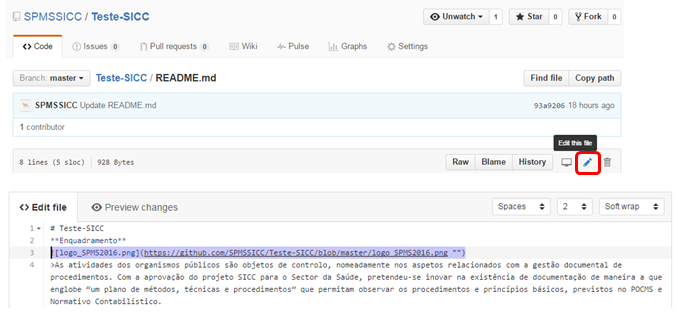 SPMSSICC / Teste-SICC
Unwatch 1 Star 0 Fork 0
Code Issues 0 Pull requests 0 Wiki Pulse Graphs Settings
Branch: master Teste-SICC / README.md Find file Copy path
SPMSSICC Update README.md 93a9206 18 hours ago
1 contributor
Edit this file
8 lines (5 sloc) 928 Bytes Raw Blame History
Edit file Preview changes Spaces 2 Soft wrap
1 # Teste-SICC
2 **Enquadramento**
3 ![logo_SPMS2016.png](https://github.com/SPMSSICC/Teste-SICC/blob/master/logo_SPMS2016.png "")
4 >As atividades dos organismos públicos são objetos de controlo, nomeadamente nos aspetos relacionados com a gestão documental de
procedimentos. Com a aprovação do projeto SICC para o Sector da Saúde, pretendeu-se inovar na existência de documentação de maneira a que
englobe “um plano de métodos, técnicas e procedimentos” que permitam observar os procedimentos e princípios básicos, previstos no POCMS e
Normativo Contabilístico.